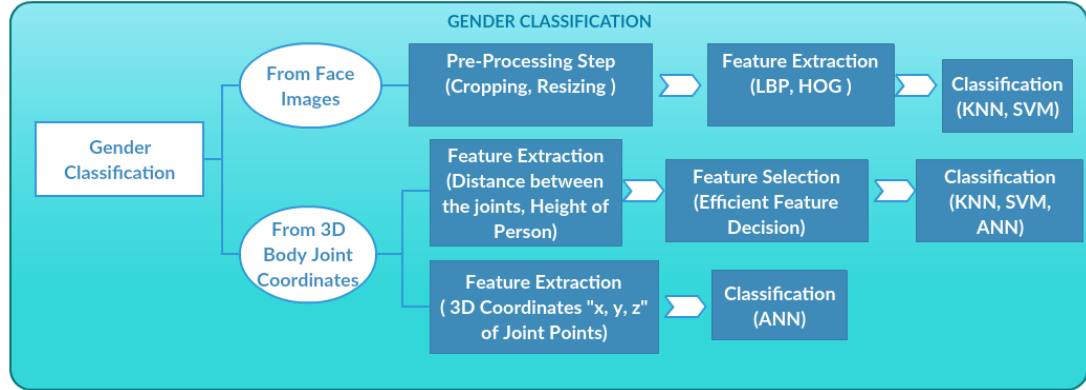 GENDER CLASSIFICATION
Gender
Classification
From Face
Images
Pre-Processing Step
(Cropping, Resizing )
Feature Extraction
(LBP, HOG )
Classification
(KNN, SVM)
From 3D
Body Joint
Coordinates
Feature Extraction
(Distance between
the joints, Height of
Person)
Feature Selection
(Efficient Feature
Decision)
Classification
(KNN, SVM,
ANN)
Feature Extraction
( 3D Coordinates "x, y, z"
of Joint Points)
Classification
(ANN)